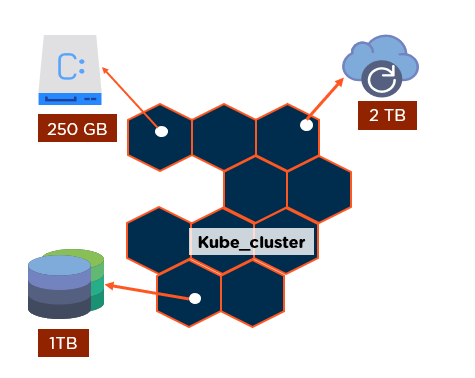 C:
250 GB
2 TB
Kube_cluster
1TB